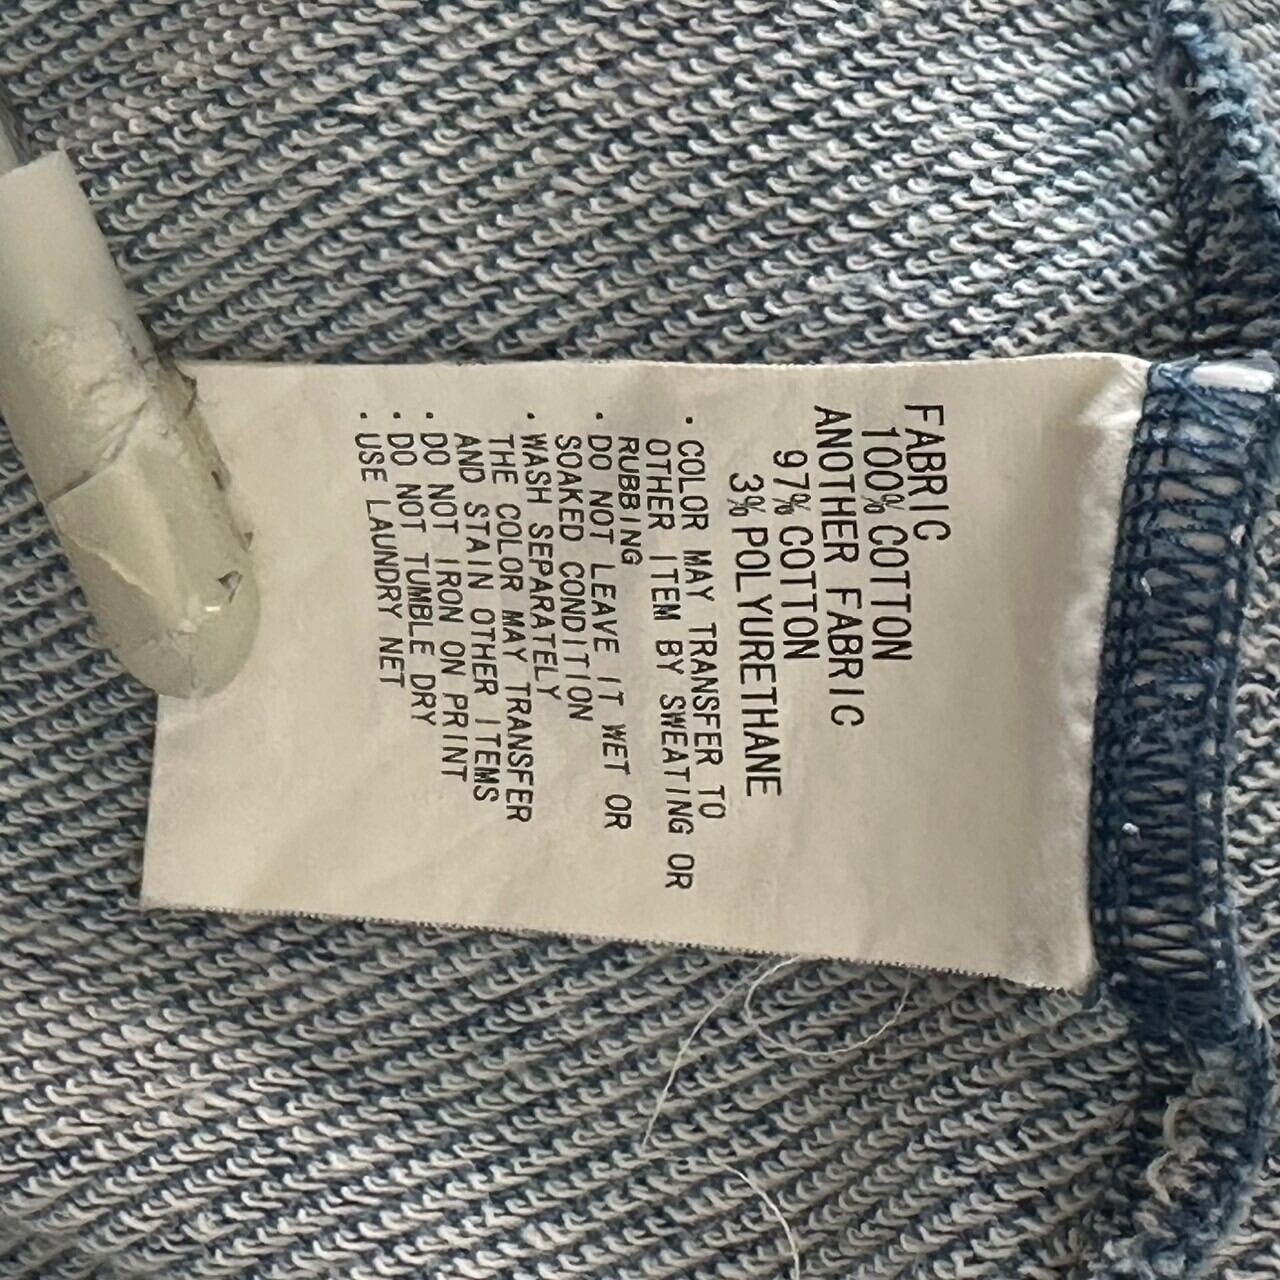 FABRIC
100% COTTON
ANOTHER FABRIC
97% COTTON
3% POLYURETHANE
· COLOR MAY TRANSFER TO
OTHER ITEM BY SWEATING OR
RUBBING
· DO NOT LEAVE IT WET OR
SOAKED CONDITION
· WASH SEPARATELY
THE COLOR MAY TRANSFER
AND STAIN OTHER ITEMS
· DO NOT IRON ON PRINT
· DO NOT TUMBLE DRY
· USE LAUNDRY NET